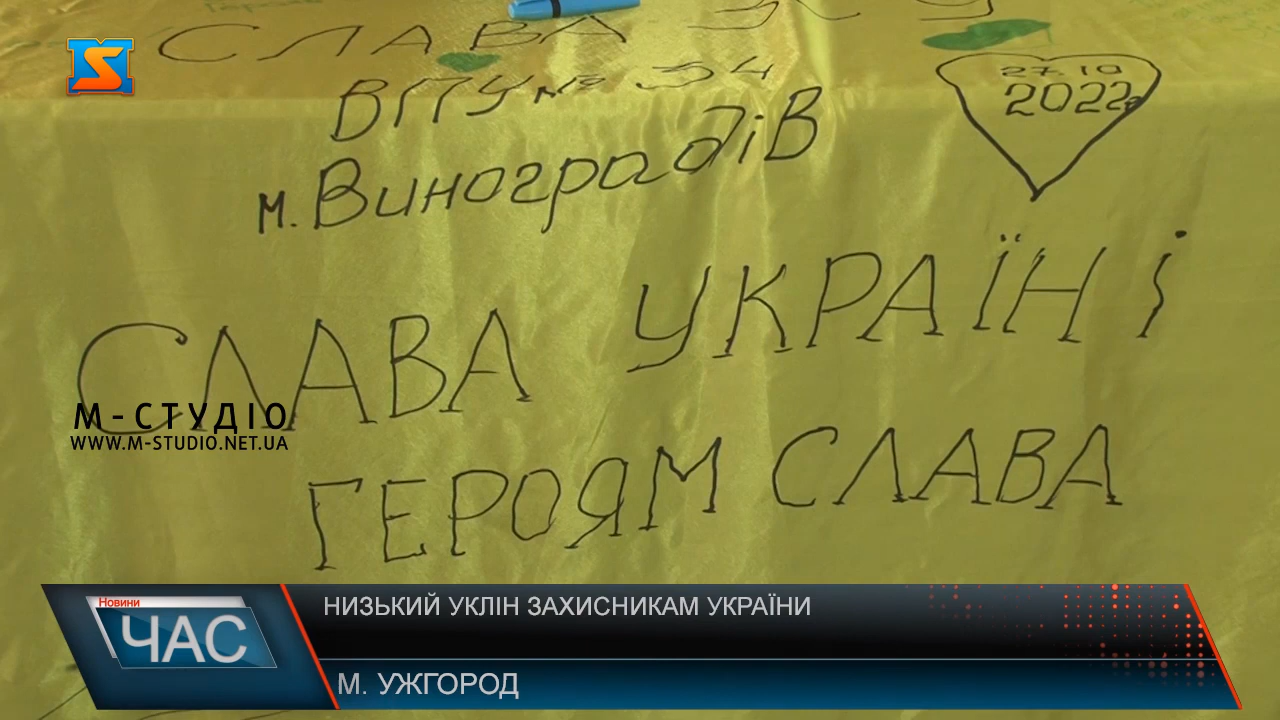 СЛАВА ЗСУ
ВПУ № 34
м. Виноградів
27.10
2022р
СЛАВА УКРАЇНІ
ГЕРОЯМ СЛАВА
М-СТУДІО
WWW.M-STUDIO.NET.UA
Новини
ЧАС
НИЗЬКИЙ УКЛІН ЗАХИСНИКАМ УКРАЇНИ
М. УЖГОРОД